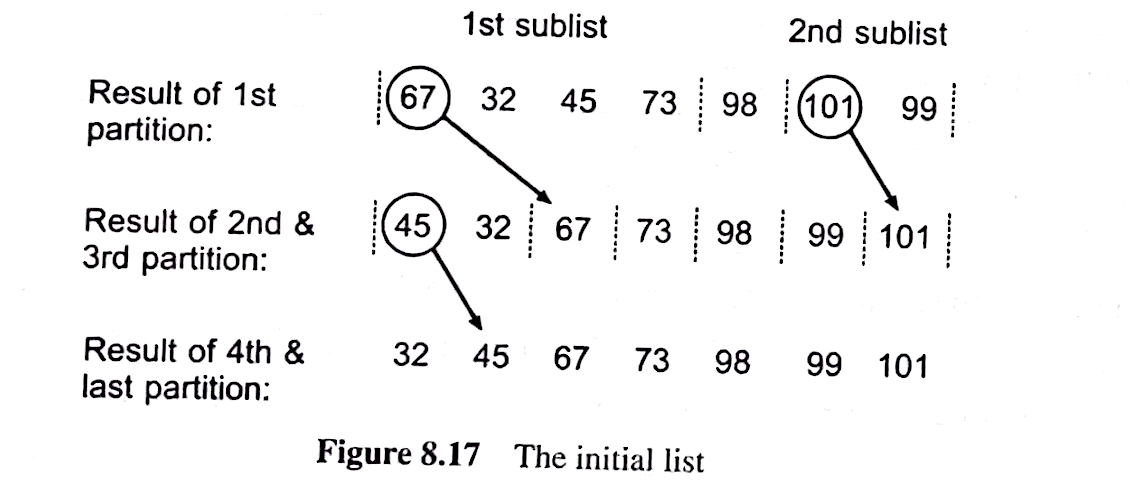 1st sublist 2nd sublist
Result of 1st 67 32 45 73 98 101 99
partition:
Result of 2nd & 45 32 67 73 98 99 101
3rd partition:
Result of 4th & 32 45 67 73 98 99 101
last partition:
Figure 8.17 The initial list